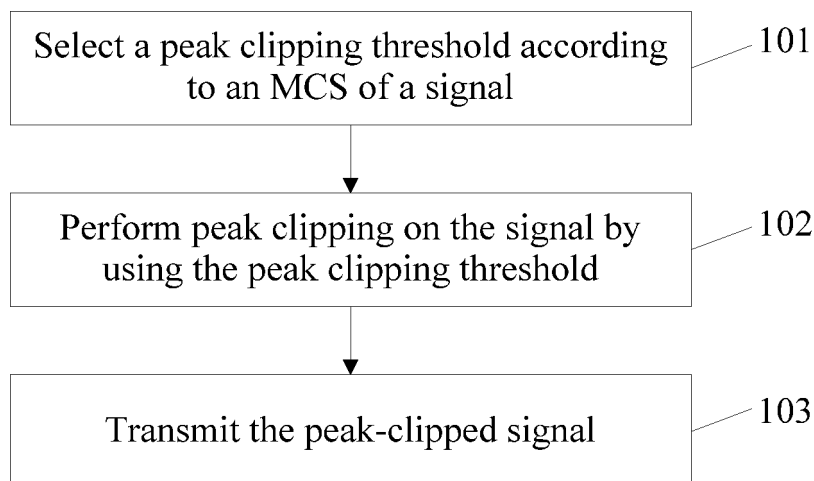 Select a peak clipping threshold according
to an MCS of a signal
101
Perform peak clipping on the signal by
using the peak clipping threshold
102
Transmit the peak-clipped signal
103